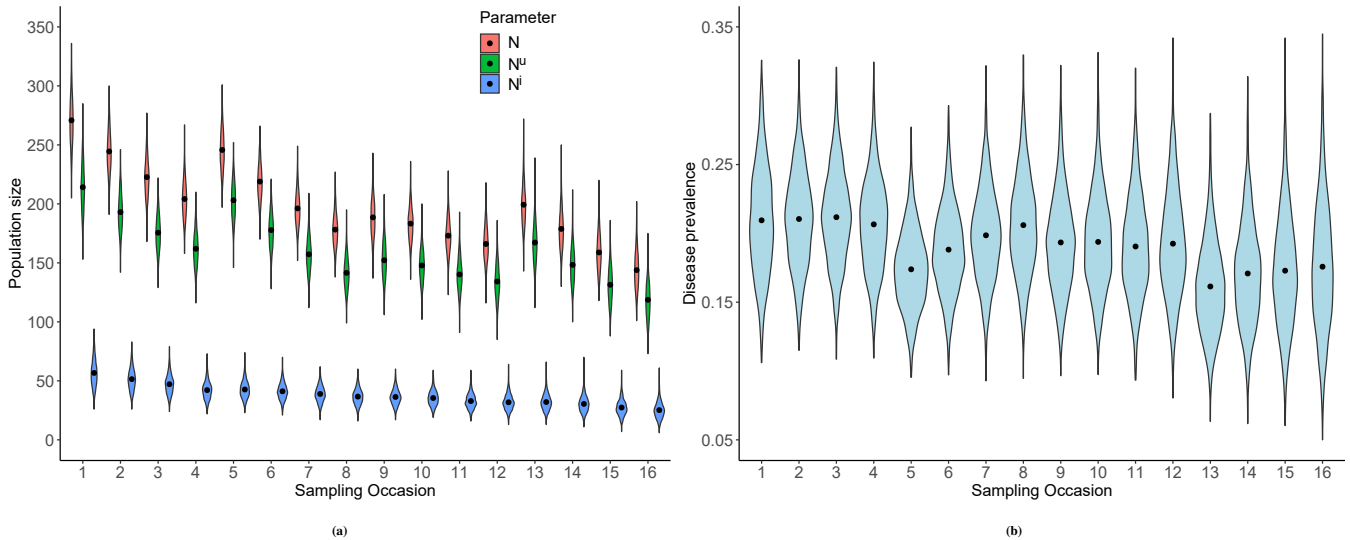 Parameter
N
Nᵘ
Nⁱ
Population size
350
300
250
200
150
100
50
0
1 2 3 4 5 6 7 8 9 10 11 12 13 14 15 16
Sampling Occasion
(a)
Disease prevalence
0.35
0.25
0.15
0.05
1 2 3 4 5 6 7 8 9 10 11 12 13 14 15 16
Sampling Occasion
(b)